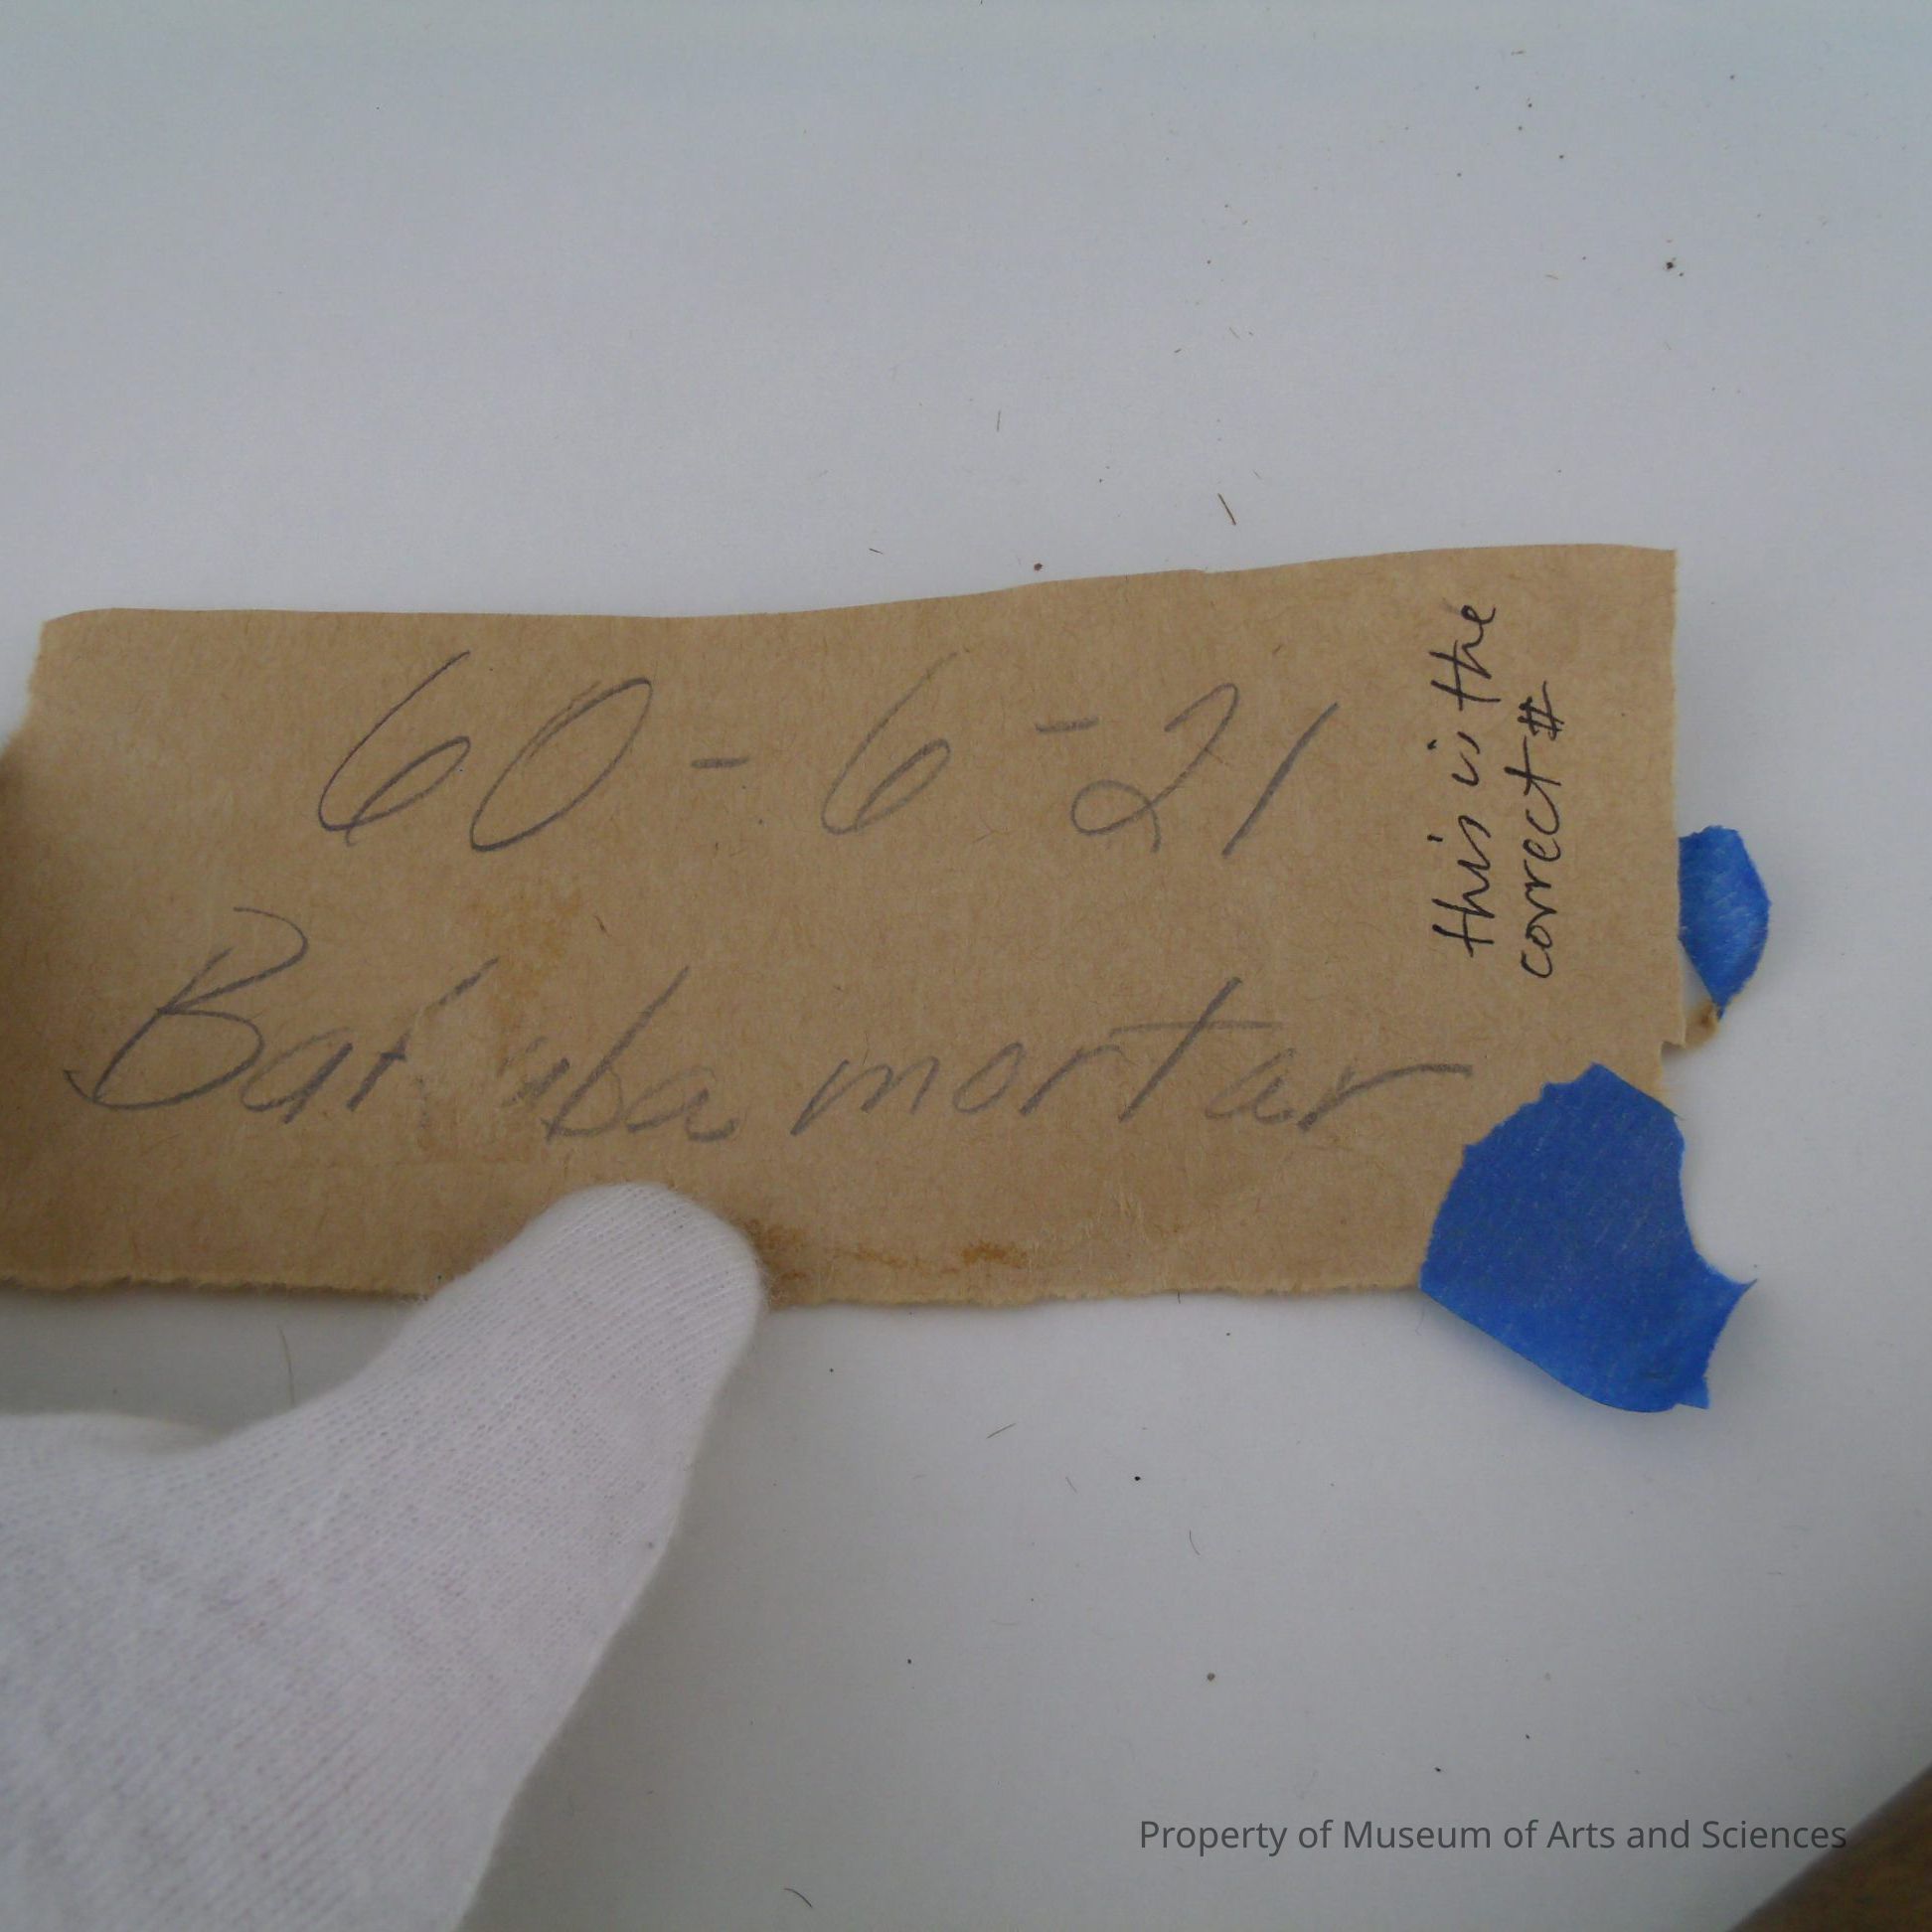 60-6-21
mortar
this is the
correct #
Property of Museum of Arts and Sciences